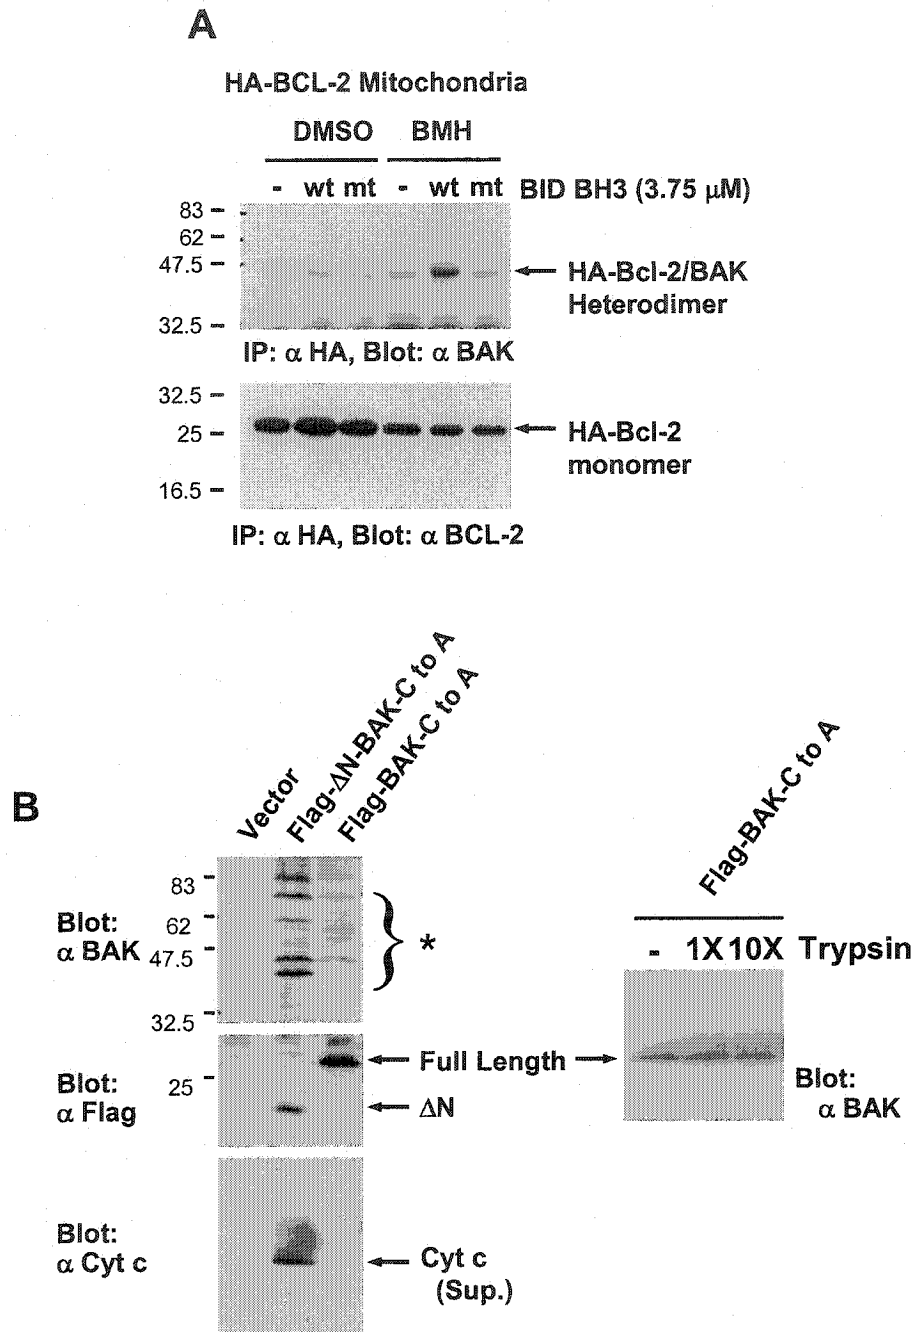 A
HA-BCL-2 Mitochondria
DMSO BMH
- wt mt - wt mt BID BH3 (3.75 μM)
83
62
47.5
32.5
HA-Bcl-2/BAK
Heterodimer
IP: α HA, Blot: α BAK
32.5
25
16.5
HA-Bcl-2
monomer
IP: α HA, Blot: α BCL-2
B
Vector
Flag-ΔN-BAK-C to A
Flag-BAK-C to A
Blot:
α BAK
83
62
47.5
32.5
*
Blot:
α Flag
25
Full Length
ΔN
Blot:
α Cyt c
Cyt c
(Sup.)
Flag-BAK-C to A
- 1X 10X Trypsin
Blot:
α BAK